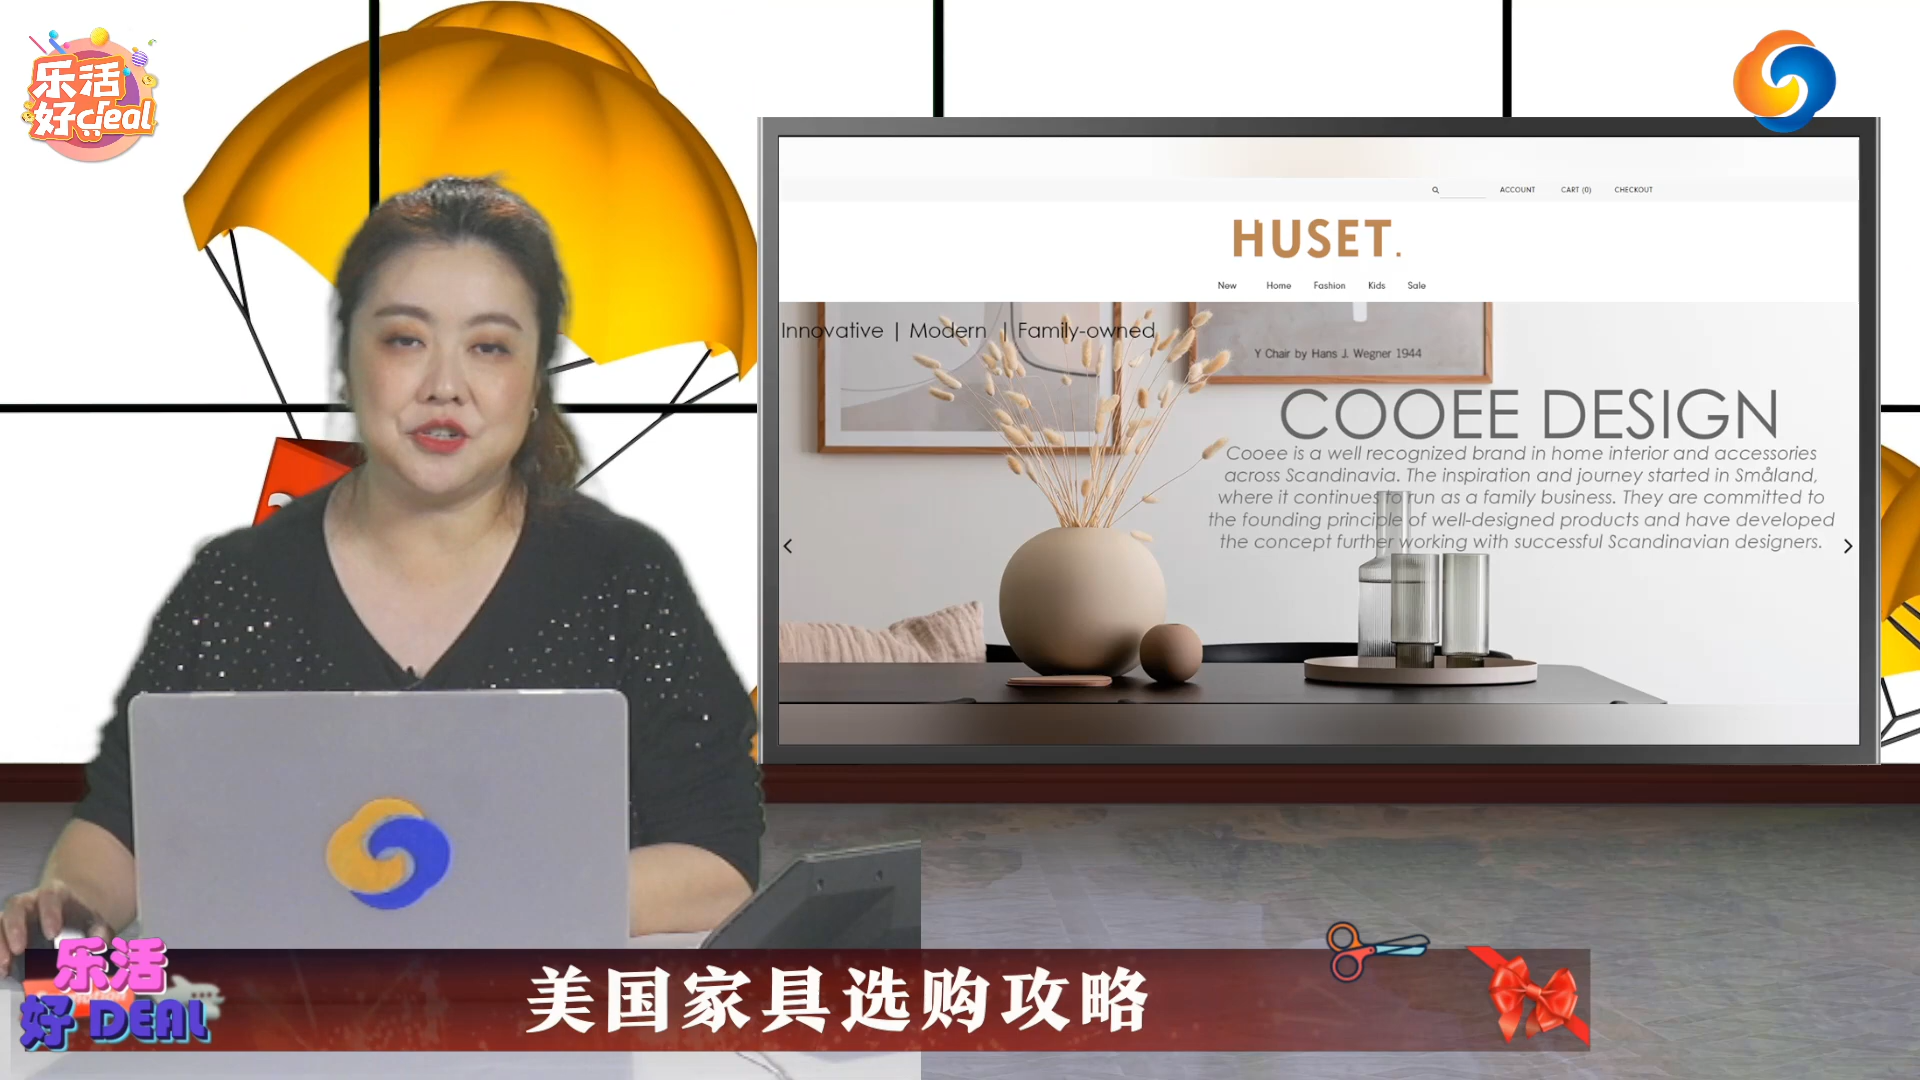 乐活
好deal
ACCOUNT
CART (0)
CHECKOUT
HUSET.
New
Home
Fashion
Kids
Sale
Innovative | Modern | Family-owned
Y Chair by Hans J. Wegner 1944
COOEE DESIGN
Cooee is a well recognized brand in home interior and accessories
across Scandinavia. The inspiration and journey started in Småland,
where it continues to run as a family business. They are committed to
the founding principle of well-designed products and have developed
the concept further working with successful Scandinavian designers.
乐活
好 DEAL
美国家具选购攻略